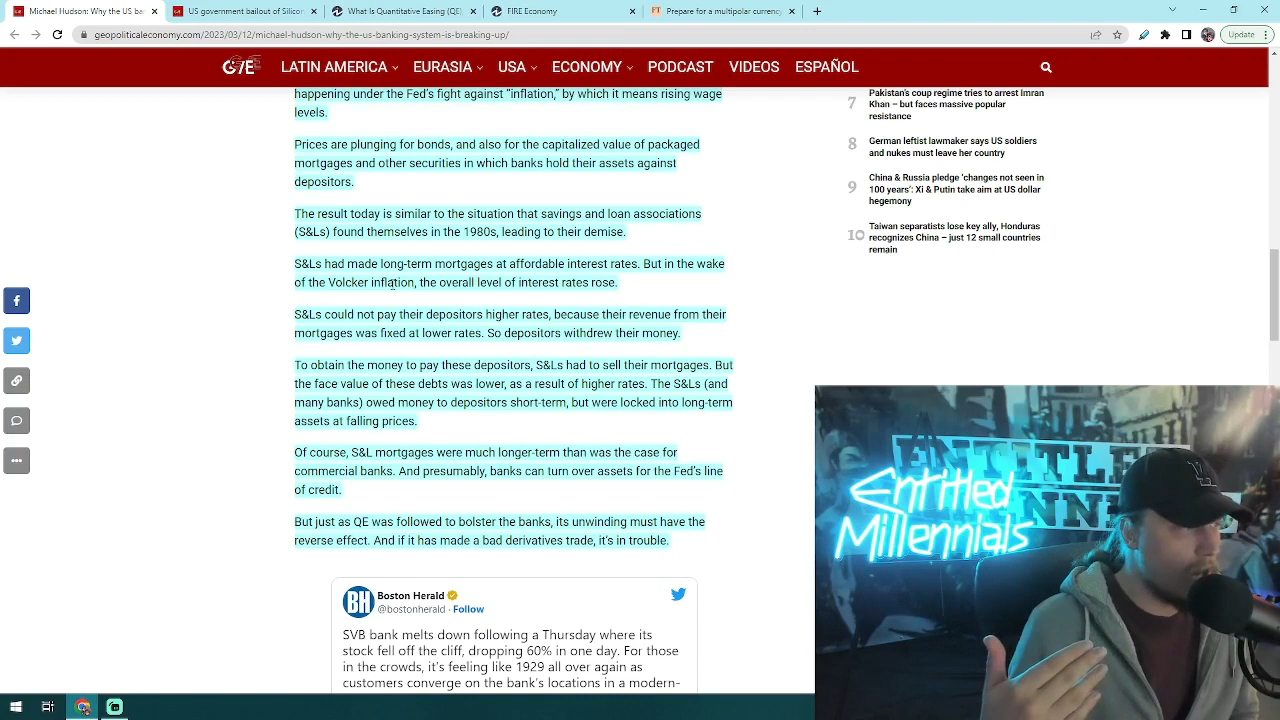 Michael Hudson: Why the US ba
US government bailout of Silicon
What Is Quantitative Easing (QE)
FIRE Economy
Prepare for a multipolar currency
geopoliticaleconomy.com/2023/03/12/michael-hudson-why-the-us-banking-system-is-breaking-up/
Update
LATIN AMERICA
EURASIA
USA
ECONOMY
PODCAST
VIDEOS
ESPAÑOL
happening under the Fed's fight against "inflation," by which it means rising wage
levels.
Prices are plunging for bonds, and also for the capitalized value of packaged
mortgages and other securities in which banks hold their assets against
depositors.
The result today is similar to the situation that savings and loan associations
(S&Ls) found themselves in the 1980s, leading to their demise.
S&Ls had made long-term mortgages at affordable interest rates. But in the wake
of the Volcker inflation, the overall level of interest rates rose.
S&Ls could not pay their depositors higher rates, because their revenue from their
mortgages was fixed at lower rates. So depositors withdrew their money.
To obtain the money to pay these depositors, S&Ls had to sell their mortgages. But
the face value of these debts was lower, as a result of higher rates. The S&Ls (and
many banks) owed money to depositors short-term, but were locked into long-term
assets at falling prices.
Of course, S&L mortgages were much longer-term than was the case for
commercial banks. And presumably, banks can turn over assets for the Fed's line
of credit.
But just as QE was followed to bolster the banks, its unwinding must have the
reverse effect. And if it has made a bad derivatives trade, it's in trouble.
BH
Boston Herald
@bostonherald · Follow
SVB bank melts down following a Thursday where its
stock fell off the cliff, dropping 60% in one day. For those
in the crowds, it's feeling like 1929 all over again as
customers converge on the bank's locations in a modern-
7
Pakistan's coup regime tries to arrest Imran
Khan – but faces massive popular
resistance
8
German leftist lawmaker says US soldiers
and nukes must leave her country
9
China & Russia pledge 'changes not seen in
100 years': Xi & Putin take aim at US dollar
hegemony
10
Taiwan separatists lose key ally, Honduras
recognizes China – just 12 small countries
remain
Entitled
Millennials